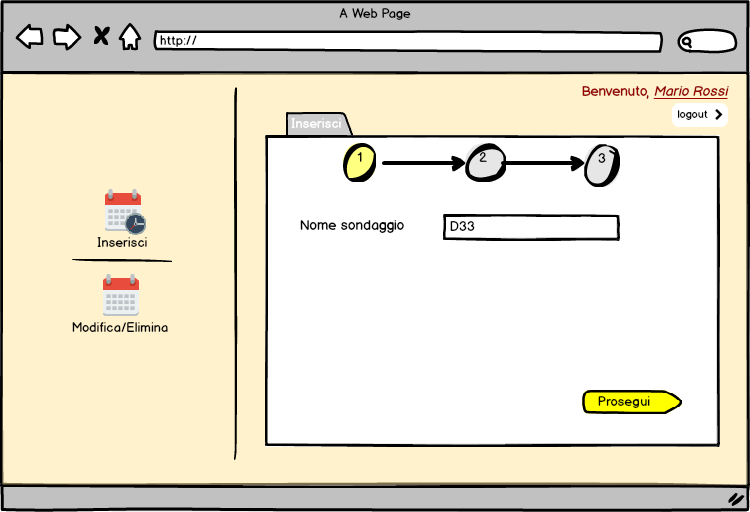 A Web Page
http://
Benvenuto, Mario Rossi
logout
Inserisci
1
2
3
Nome sondaggio
D33
Inserisci
Modifica/Elimina
Prosegui